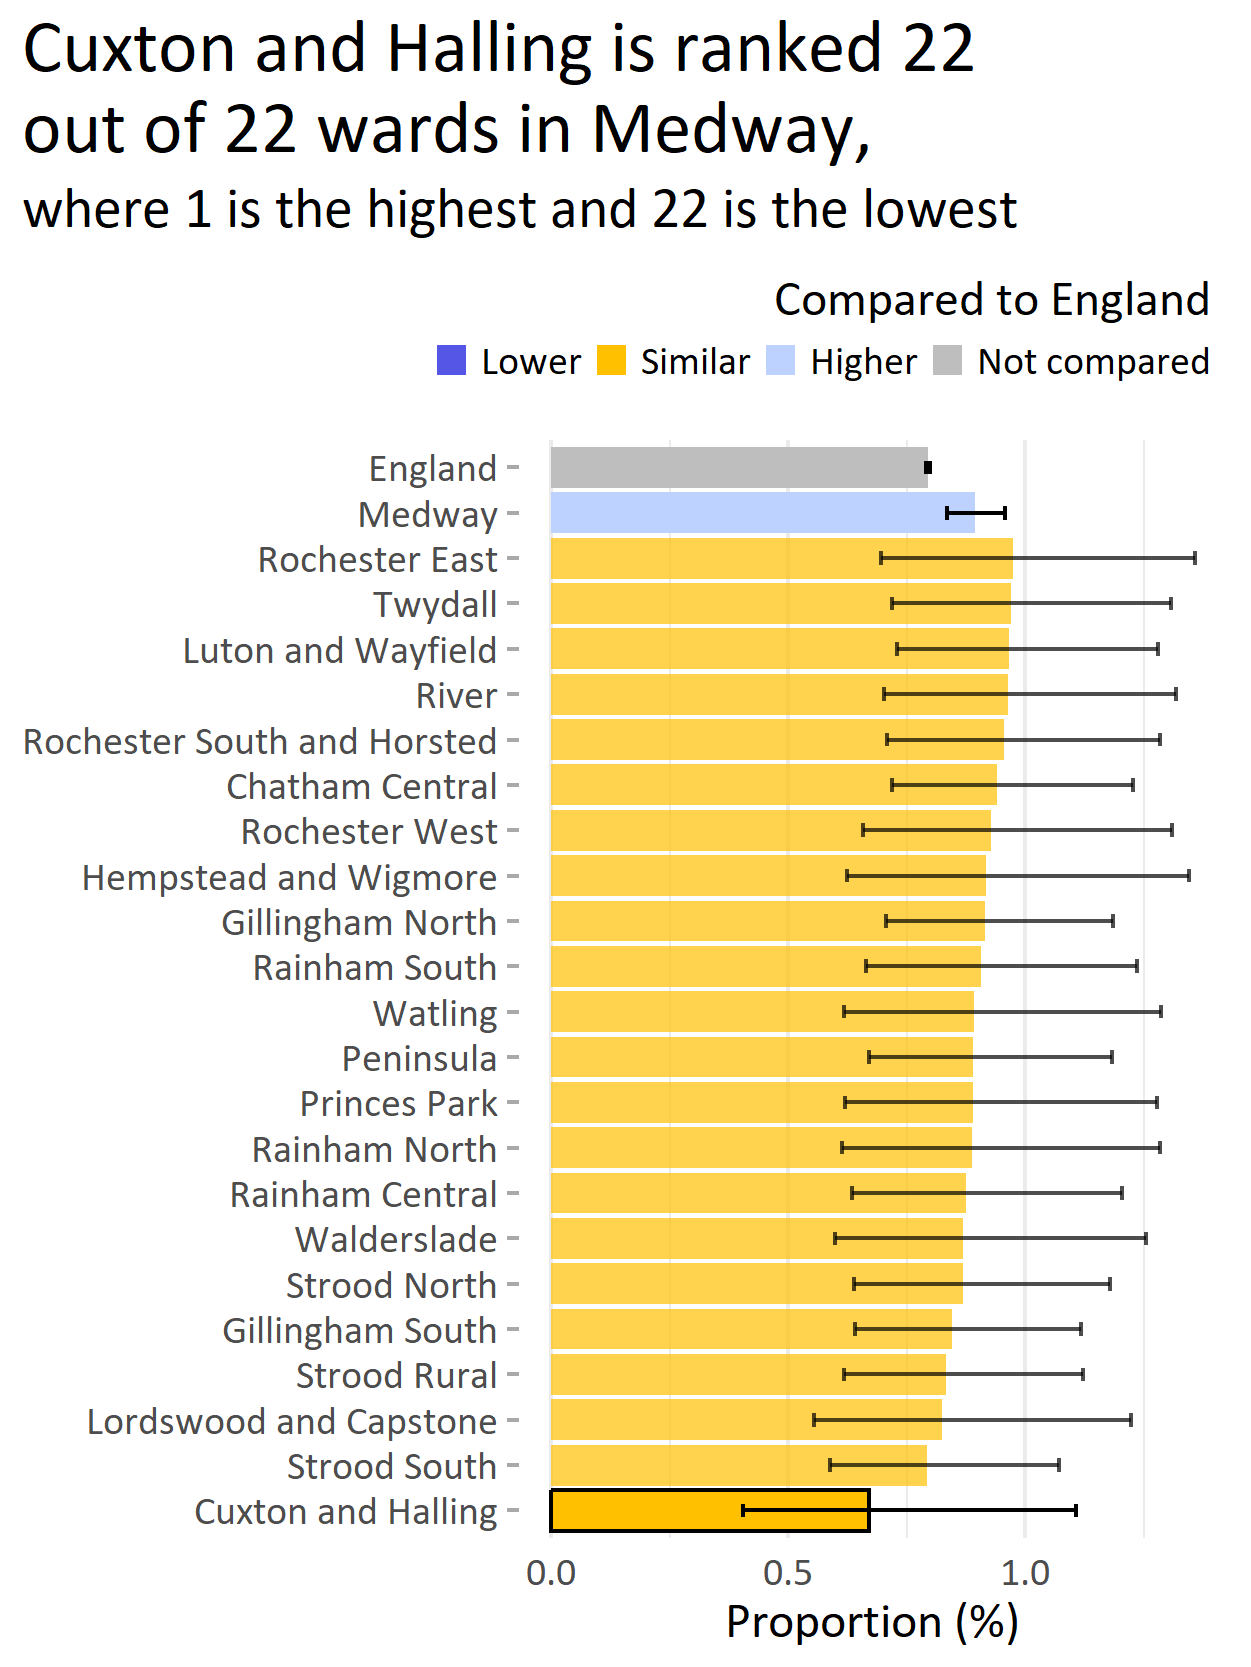 Cuxton and Halling is ranked 22
out of 22 wards in Medway,
where 1 is the highest and 22 is the lowest
Compared to England
Lower Similar Higher Not compared
England
Medway
Rochester East
Twydall
Luton and Wayfield
River
Rochester South and Horsted
Chatham Central
Rochester West
Hempstead and Wigmore
Gillingham North
Rainham South
Watling
Peninsula
Princes Park
Rainham North
Rainham Central
Walderslade
Strood North
Gillingham South
Strood Rural
Lordswood and Capstone
Strood South
Cuxton and Halling
0.0 0.5 1.0
Proportion (%)